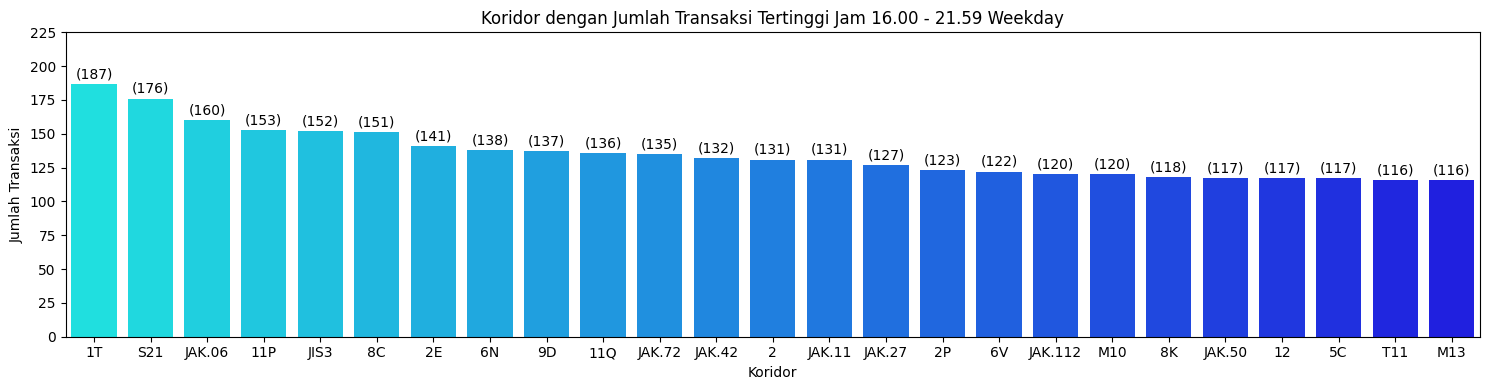 Koridor dengan Jumlah Transaksi Tertinggi Jam 16.00 - 21.59 Weekday
Jumlah Transaksi
225
200
175
150
125
100
75
50
25
0
(187) (176) (160) (153) (152) (151) (141) (138) (137) (136) (135) (132) (131) (131) (127) (123) (122) (120) (120) (118) (117) (117) (117) (116) (116)
1T S21 JAK.06 11P JIS3 8C 2E 6N 9D 11Q JAK.72 JAK.42 2 JAK.11 JAK.27 2P 6V JAK.112 M10 8K JAK.50 12 5C T11 M13
Koridor